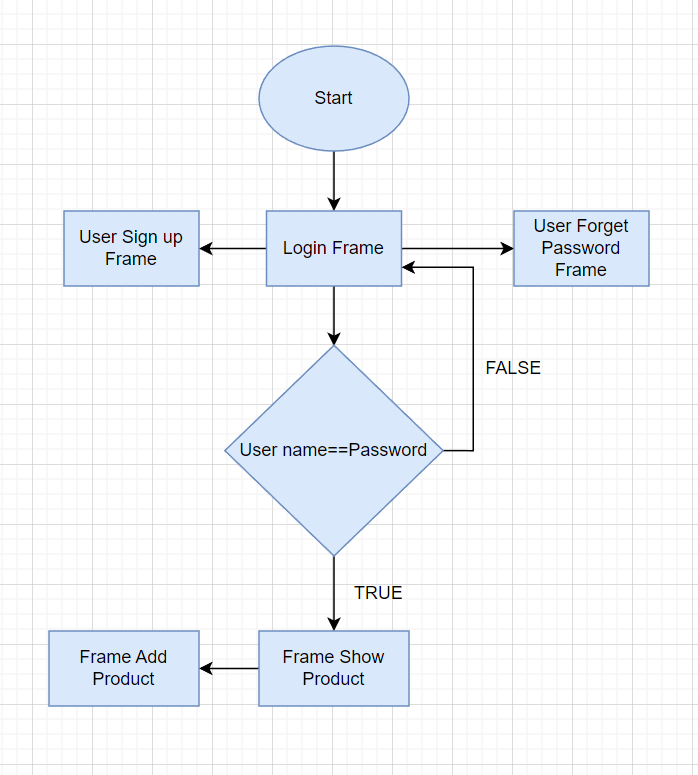 Start
User Sign up
Frame
Login Frame
User Forget
Password
Frame
FALSE
User name==Password
TRUE
Frame Add
Product
Frame Show
Product